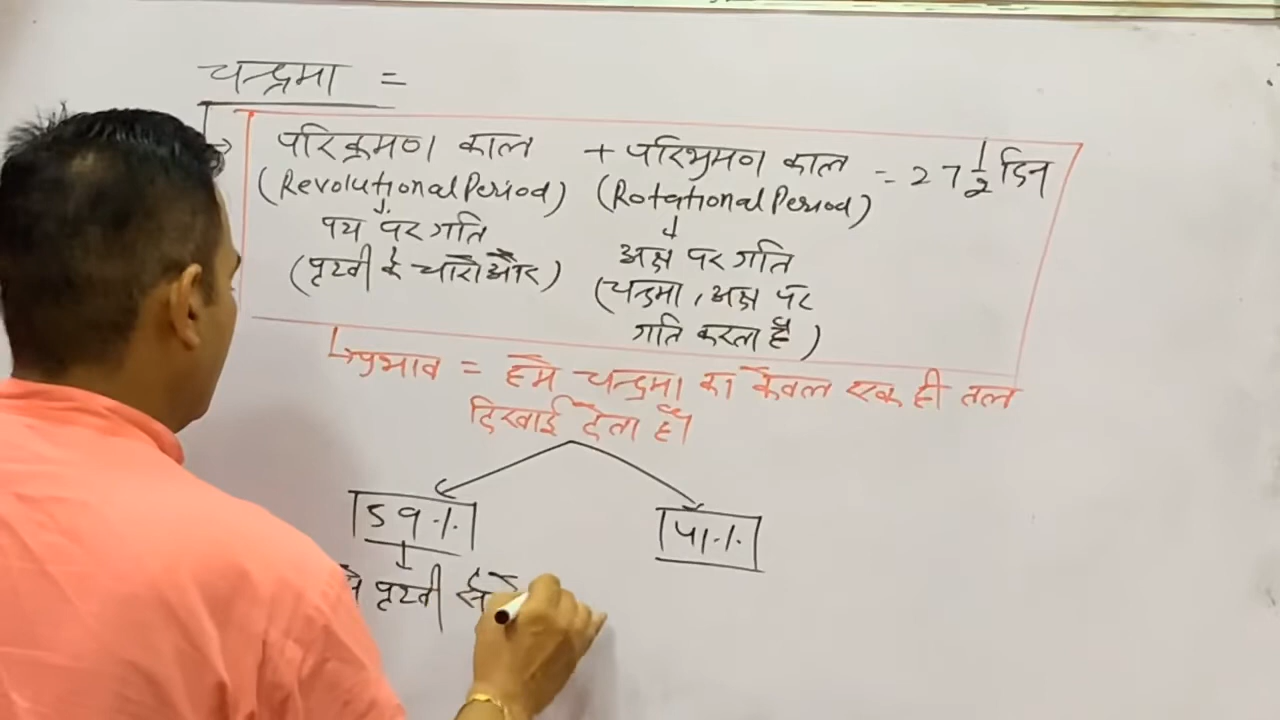 चन्द्रमा =
परिक्रमण काल + परिभ्रमण काल = 27 1/2 दिन
(Revolutional Period) (Rotational Period)
पथ पर गति
अक्ष पर गति
(पृथ्वी के चारो और)
(चन्द्रमा, अक्ष पर
गति करता है)
प्रभाव = हमे चन्द्रमा का केवल एक ही तल
दिखाई देता है।
59% 41%
पृथ्वी से